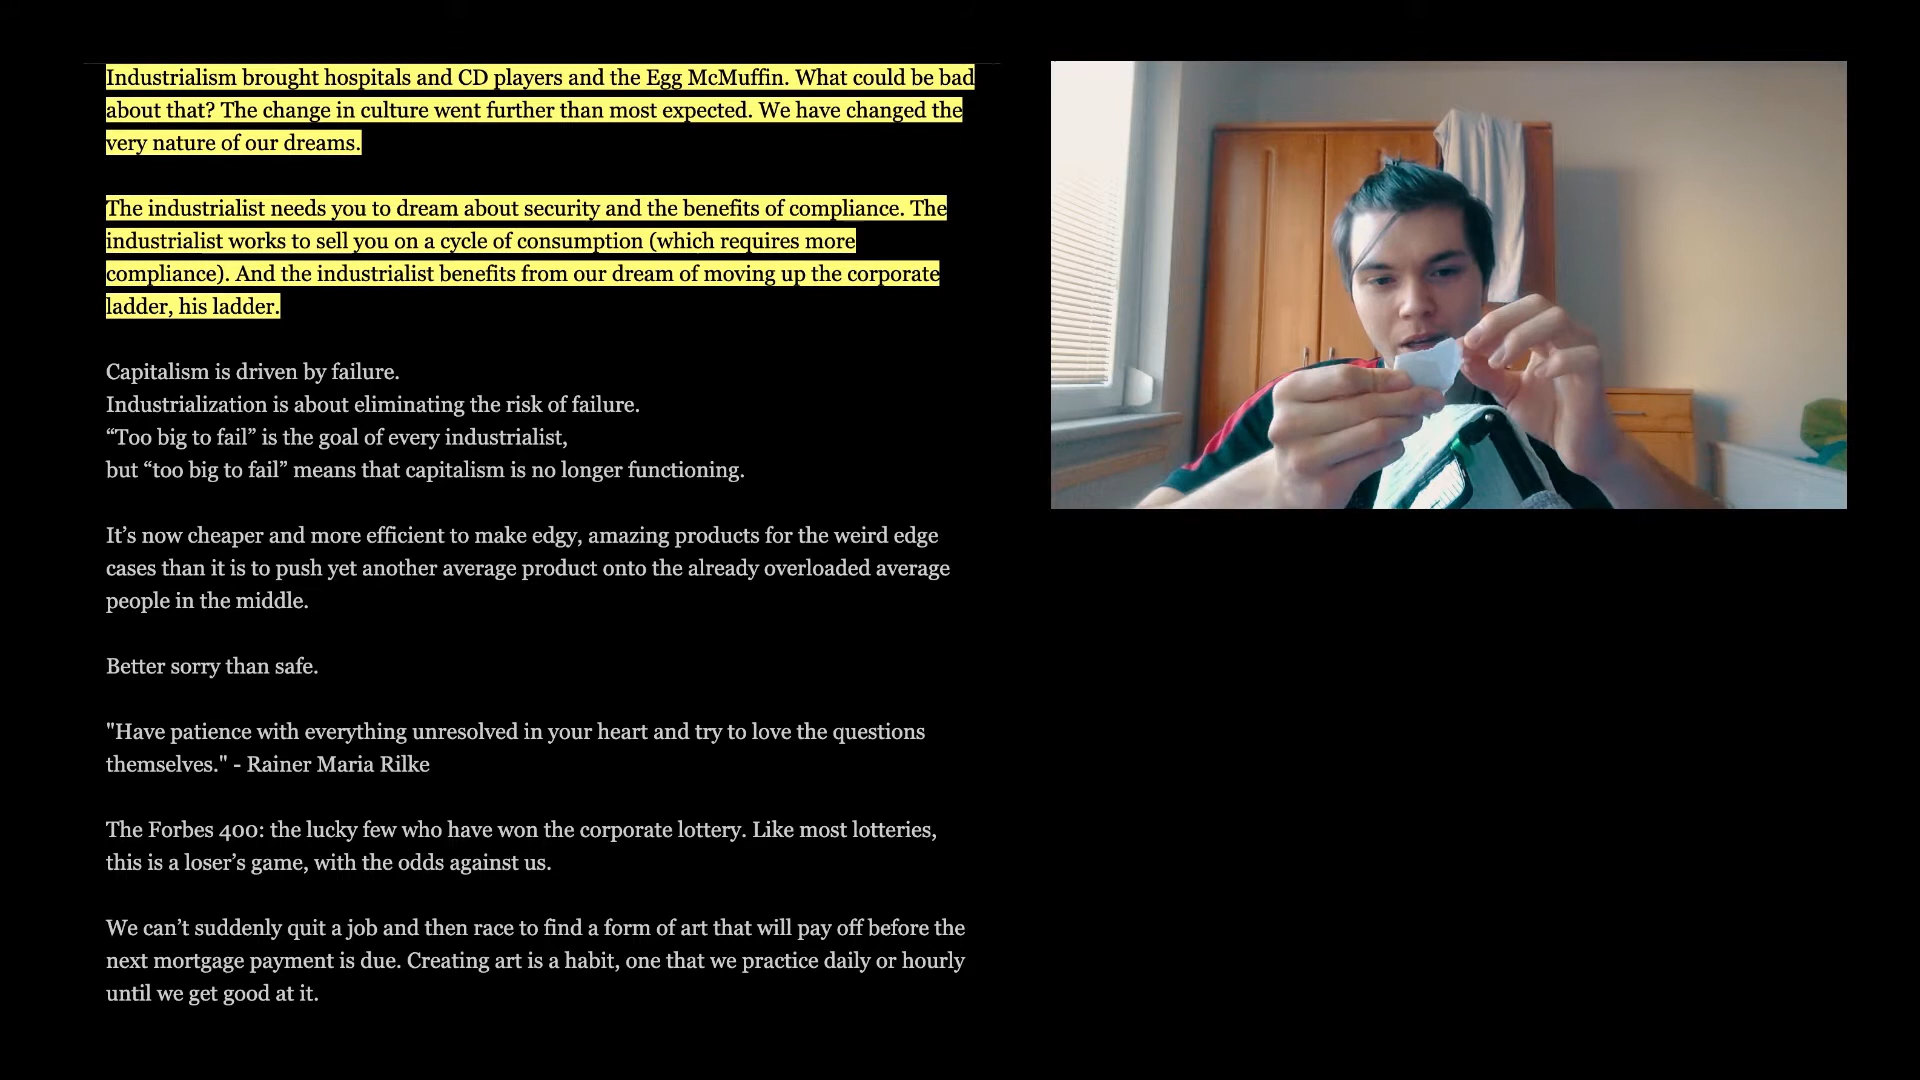 Industrialism brought hospitals and CD players and the Egg McMuffin. What could be bad
about that? The change in culture went further than most expected. We have changed the
very nature of our dreams.
The industrialist needs you to dream about security and the benefits of compliance. The
industrialist works to sell you on a cycle of consumption (which requires more
compliance). And the industrialist benefits from our dream of moving up the corporate
ladder, his ladder.
Capitalism is driven by failure.
Industrialization is about eliminating the risk of failure.
“Too big to fail” is the goal of every industrialist,
but “too big to fail” means that capitalism is no longer functioning.
It’s now cheaper and more efficient to make edgy, amazing products for the weird edge
cases than it is to push yet another average product onto the already overloaded average
people in the middle.
Better sorry than safe.
"Have patience with everything unresolved in your heart and try to love the questions
themselves." - Rainer Maria Rilke
The Forbes 400: the lucky few who have won the corporate lottery. Like most lotteries,
this is a loser’s game, with the odds against us.
We can’t suddenly quit a job and then race to find a form of art that will pay off before the
next mortgage payment is due. Creating art is a habit, one that we practice daily or hourly
until we get good at it.